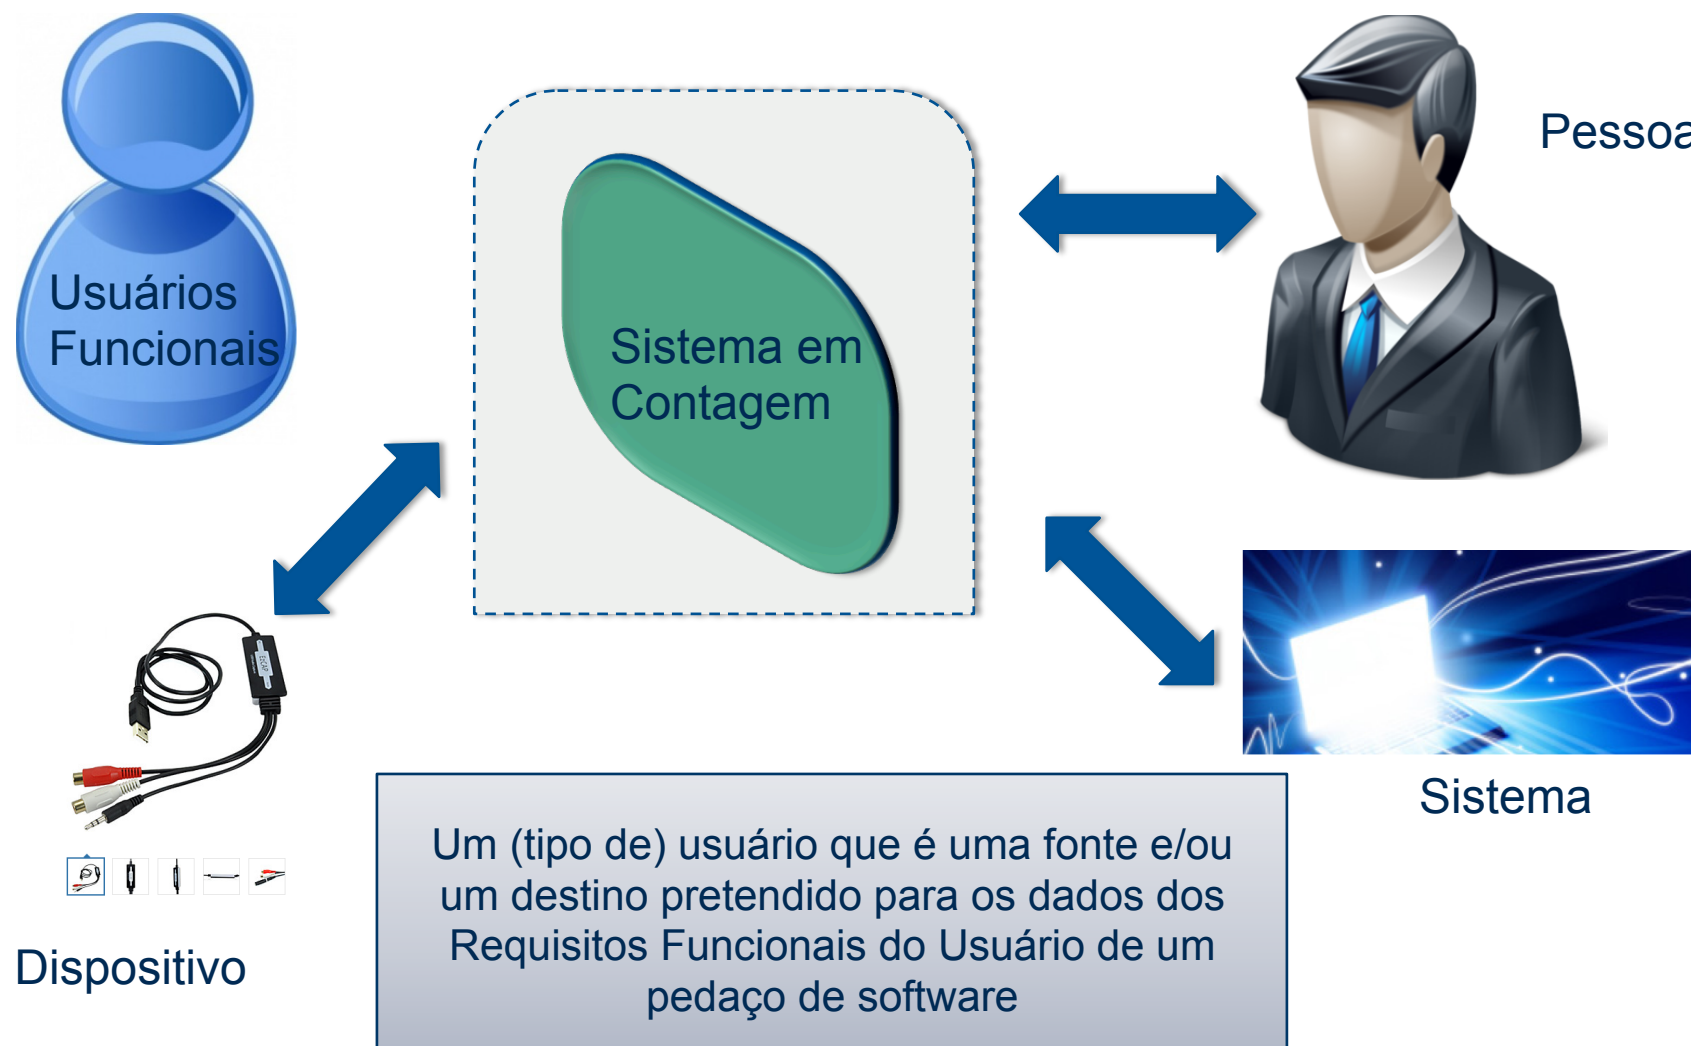 Pessoa
Usuários
Funcionais
Sistema em
Contagem
EzCAP
Sistema
Um (tipo de) usuário que é uma fonte e/ou
um destino pretendido para os dados dos
Requisitos Funcionais do Usuário de um
pedaço de software
Dispositivo